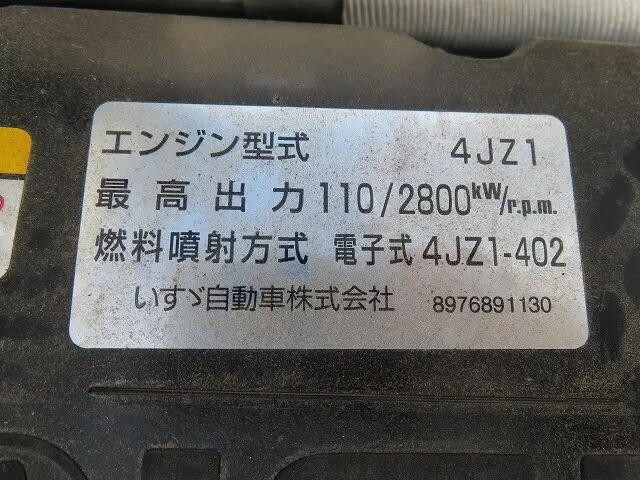 エンジン型式 4JZ1
最高出力 110/2800kW/r.p.m.
燃料噴射方式 電子式 4JZ1-402
いすゞ自動車株式会社 8976891130